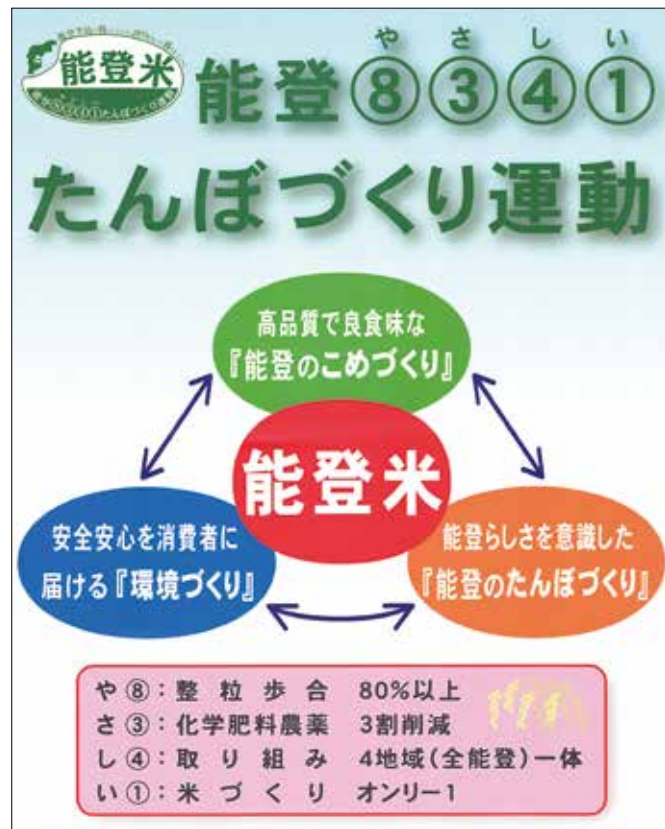 能登米
や さ し い
能登⑧③④①
たんぼづくり運動
高品質で良食味な
『能登のこめづくり』
能登米
安全安心を消費者に
届ける『環境づくり』
能登らしさを意識した
『能登のたんぼづくり』
や⑧：整粒歩合 80%以上
さ③：化学肥料農薬 3割削減
し④：取り組み 4地域(全能登)一体
い①：米づくり オンリー1